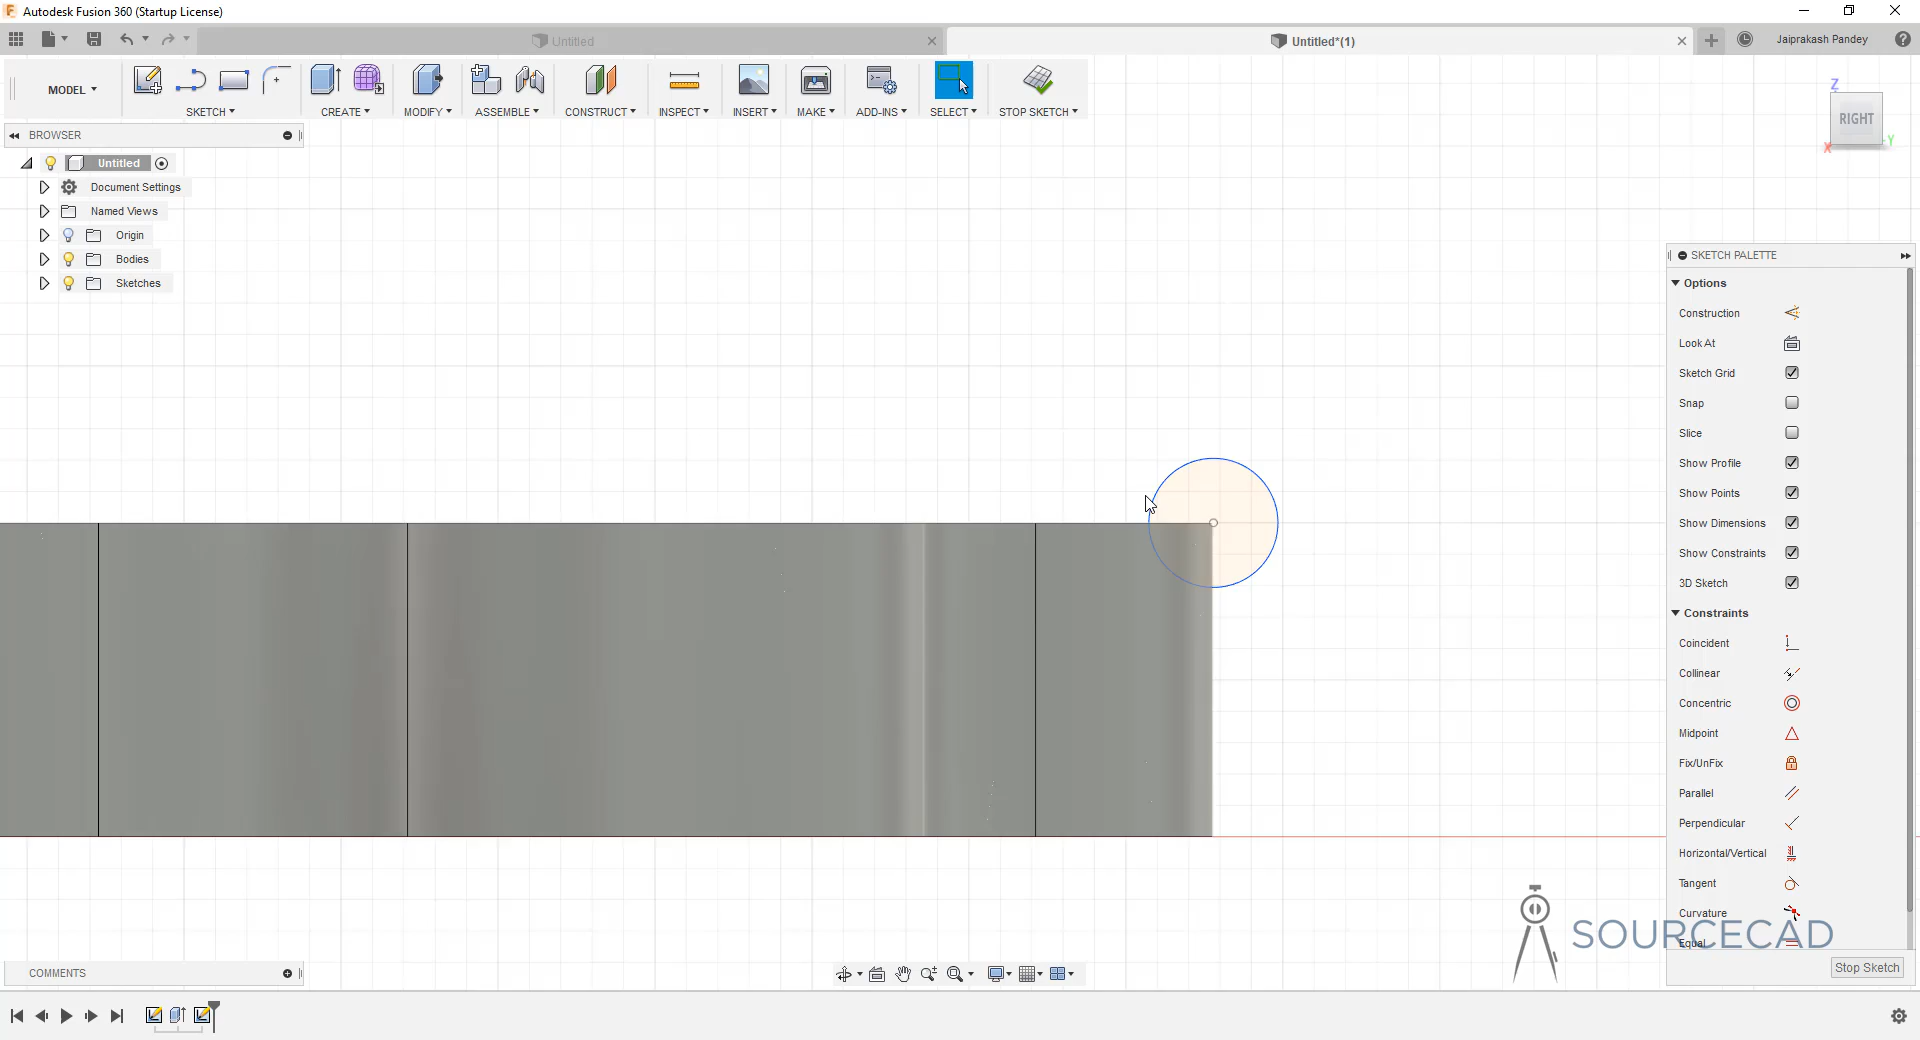 Autodesk Fusion 360 (Startup License)
Untitled
Untitled*(1)
Jaiprakash Pandey
MODEL
SKETCH
CREATE
MODIFY
ASSEMBLE
CONSTRUCT
INSPECT
INSERT
MAKE
ADD-INS
SELECT
STOP SKETCH
Z
RIGHT
Y
X
BROWSER
Untitled
Document Settings
Named Views
Origin
Bodies
Sketches
SKETCH PALETTE
Options
Construction
Look At
Sketch Grid
Snap
Slice
Show Profile
Show Points
Show Dimensions
Show Constraints
3D Sketch
Constraints
Coincident
Collinear
Concentric
Midpoint
Fix/UnFix
Parallel
Perpendicular
Horizontal/Vertical
Tangent
Curvature
Equal
SOURCECAD
Stop Sketch
COMMENTS